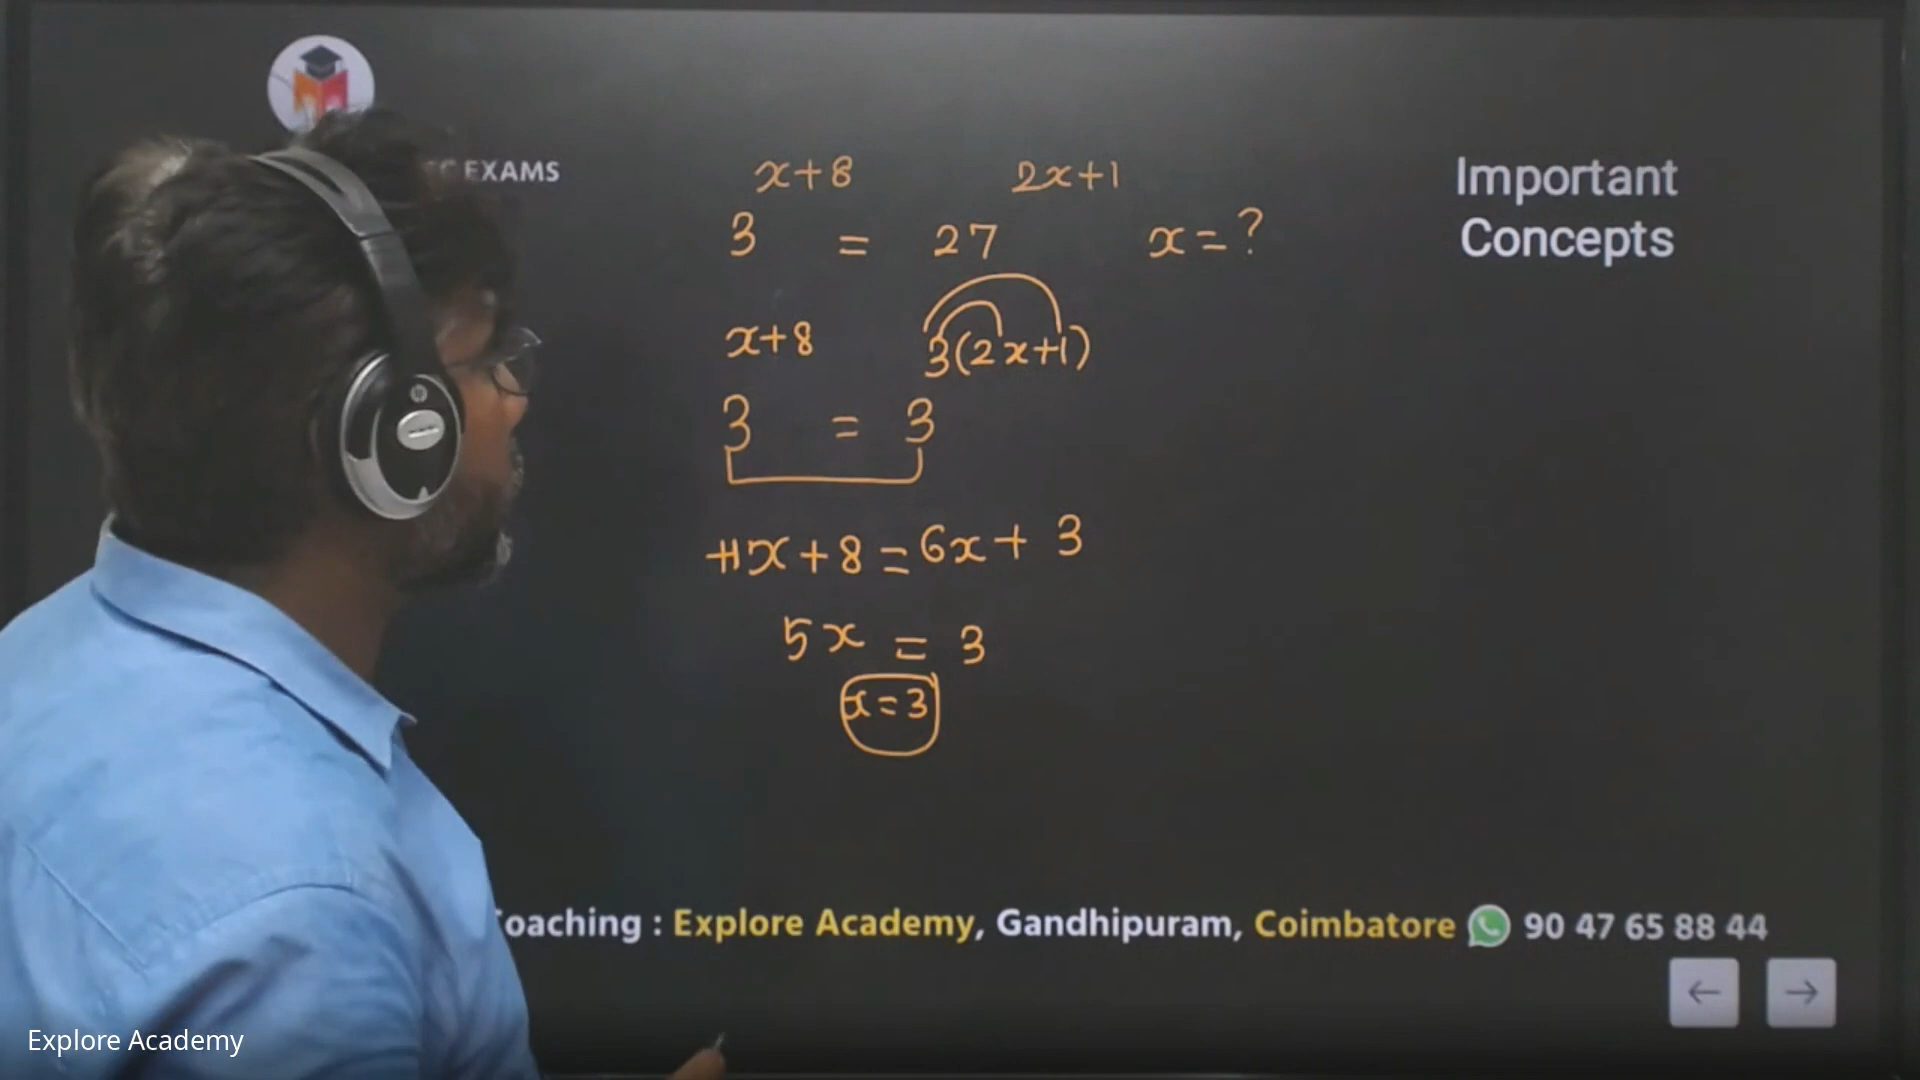 EXAMS
Important
Concepts
x+8 2x+1
3 = 27 x=?
x+8 3(2x+1)
3 = 3
+1x+8=6x+3
5x = 3
x=3
oaching : Explore Academy, Gandhipuram, Coimbatore 90 47 65 88 44
← →
Explore Academy